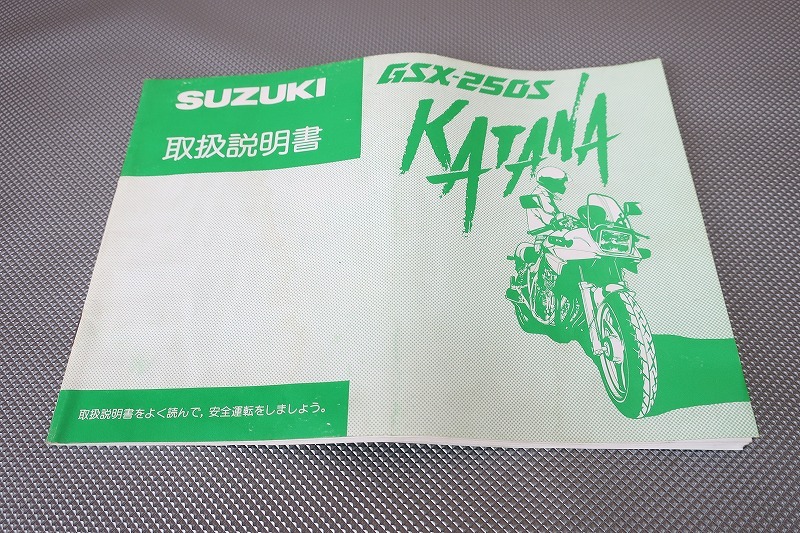 SUZUKI
取扱説明書
GSX-250S
KATANA
取扱説明書をよく読んで,安全運転をしましょう。